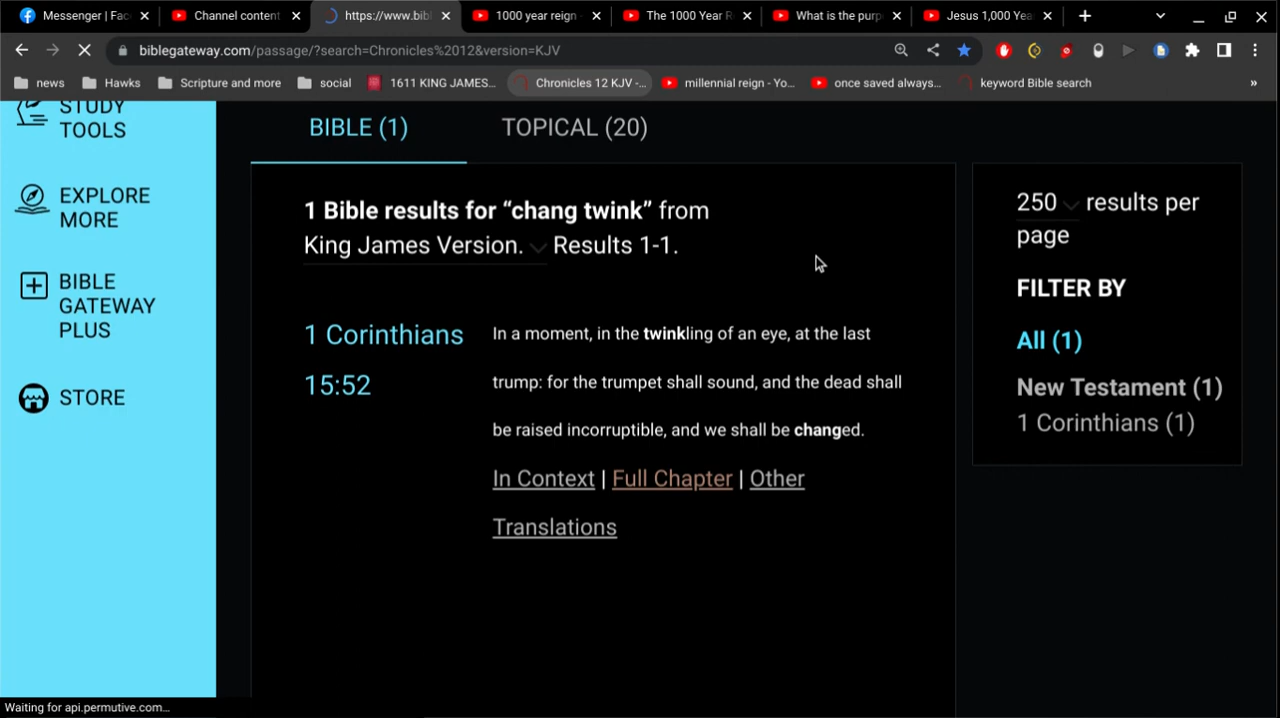 Messenger | Fac
Channel content
https://www.bibl
1000 year reign -
The 1000 Year R
What is the purp
Jesus 1,000 Yea
biblegateway.com/passage/?search=Chronicles%2012&version=KJV
news
Hawks
Scripture and more
social
1611 KING JAMES...
Chronicles 12 KJV -...
millennial reign - Yo...
once saved always...
keyword Bible search
»
STUDY
TOOLS
EXPLORE
MORE
BIBLE
GATEWAY
PLUS
STORE
BIBLE (1)
TOPICAL (20)
1 Bible results for “chang twink” from
King James Version. Results 1-1.
1 Corinthians
15:52
In a moment, in the twinkling of an eye, at the last
trump: for the trumpet shall sound, and the dead shall
be raised incorruptible, and we shall be changed.
In Context | Full Chapter | Other
Translations
250 results per
page
FILTER BY
All (1)
New Testament (1)
1 Corinthians (1)
Waiting for api.permutive.com...